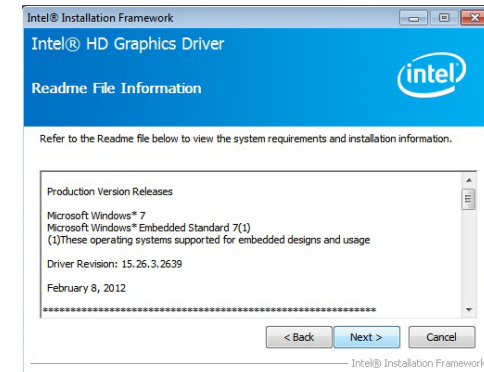 Intel® Installation Framework
Intel® HD Graphics Driver
intel
Readme File Information
Refer to the Readme file below to view the system requirements and installation information.
Production Version Releases
Microsoft Windows* 7
Microsoft Windows* Embedded Standard 7(1)
(1)These operating systems supported for embedded designs and usage
Driver Revision: 15.26.3.2639
February 8, 2012
****************************************************************
< Back
Next >
Cancel
Intel® Installation Framework